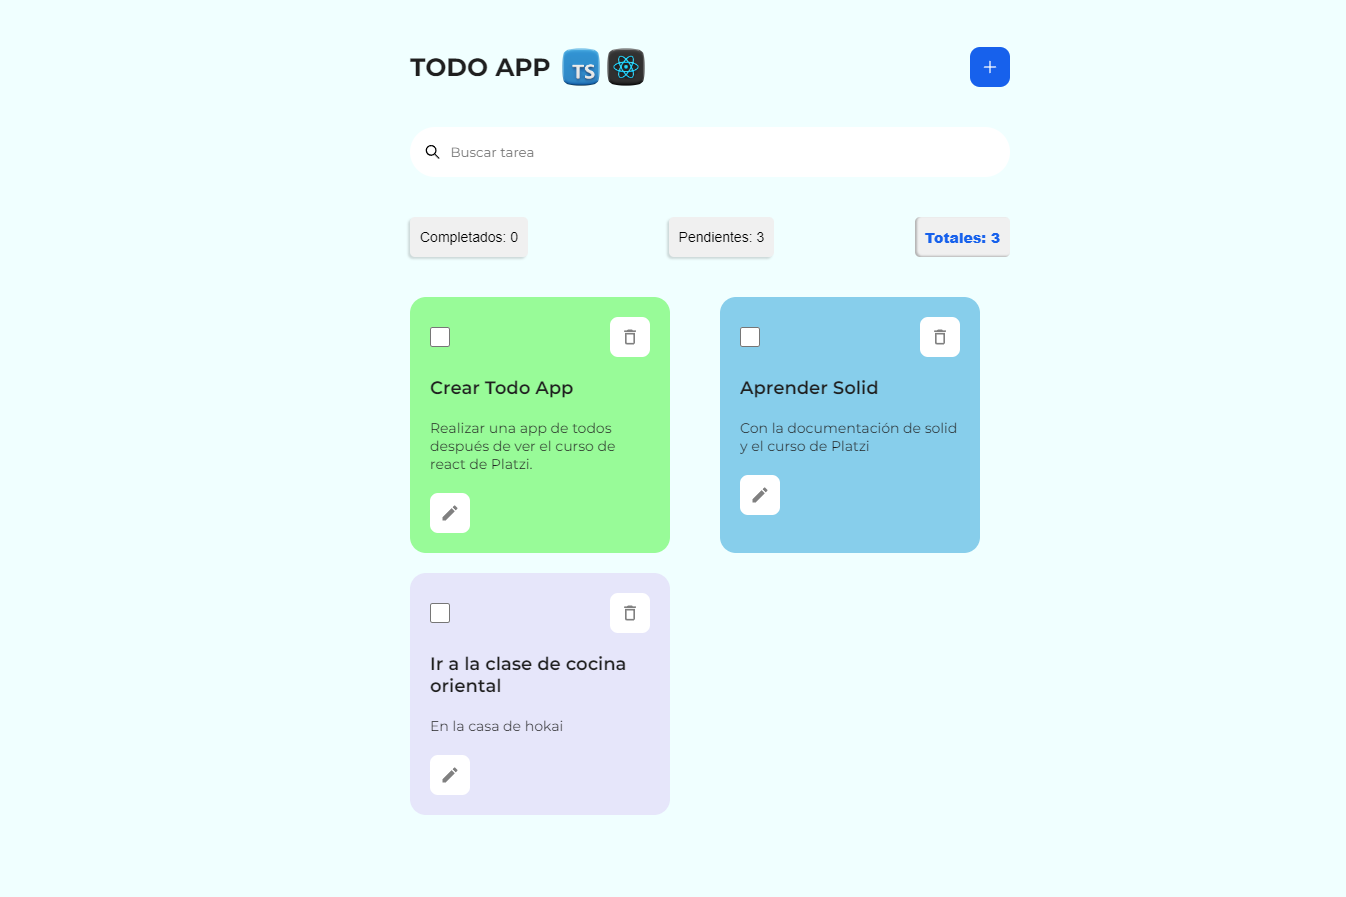 TODO APP TS
Buscar tarea
Completados: 0
Pendientes: 3
Totales: 3
Crear Todo App
Realizar una app de todos
después de ver el curso de
react de Platzi.
Aprender Solid
Con la documentación de solid
y el curso de Platzi
Ir a la clase de cocina
oriental
En la casa de hokai